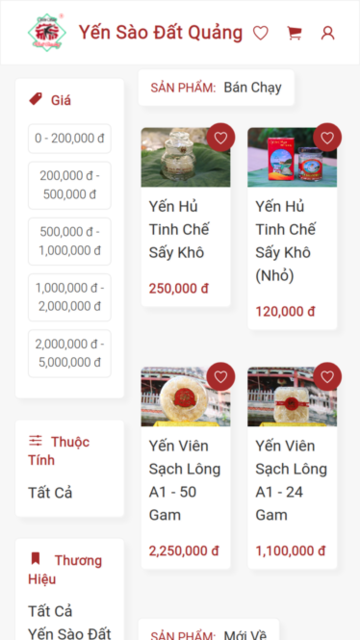 Yến Sào Đất Quảng
SẢN PHẨM: Bán Chạy
Giá
0 - 200,000 đ
200,000 đ -
500,000 đ
500,000 đ -
1,000,000 đ
1,000,000 đ -
2,000,000 đ
2,000,000 đ -
5,000,000 đ
Thuộc
Tính
Tất Cả
Thương
Hiệu
Tất Cả
Yến Sào Đất
Yến Hủ
Tinh Chế
Sấy Khô
250,000 đ
Yến Hủ
Tinh Chế
Sấy Khô
(Nhỏ)
120,000 đ
Yến Viên
Sạch Lông
A1 - 50
Gam
2,250,000 đ
Yến Viên
Sạch Lông
A1 - 24
Gam
1,100,000 đ
SẢN PHẨM: Mới Về